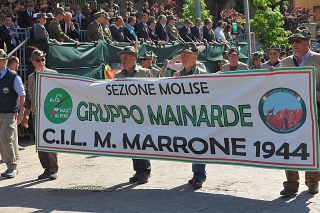 SEZIONE MOLISE
GRUPPO MAINARDE
C.I.L. M. MARRONE 1944